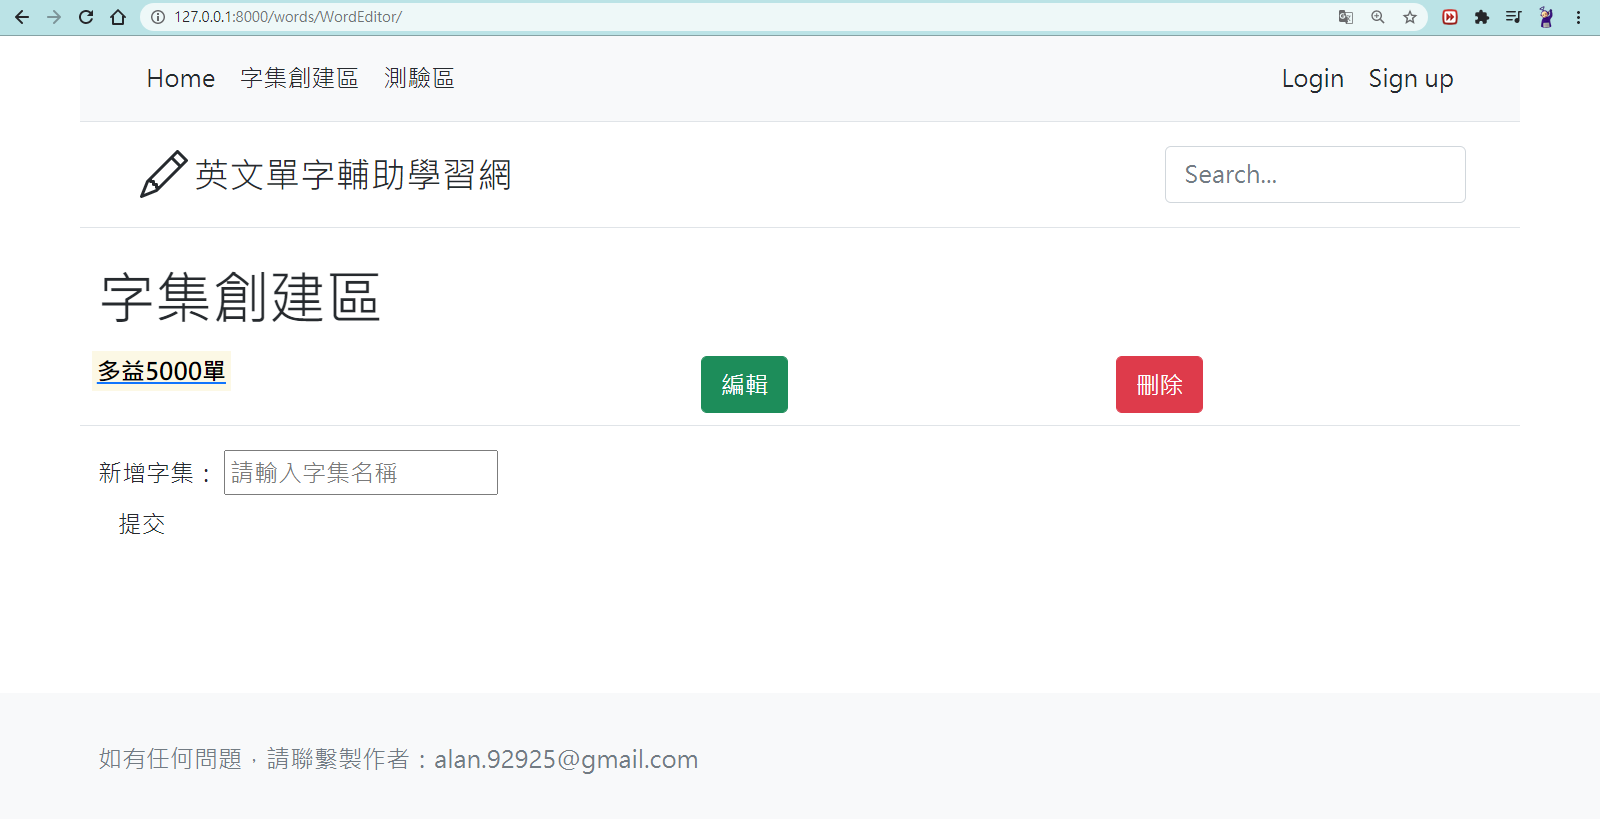 127.0.0.1:8000/words/WordEditor/
Home 字集創建區 測驗區 Login Sign up
英文單字輔助學習網 Search...
字集創建區
多益5000單 編輯 刪除
新增字集： 請輸入字集名稱
提交
如有任何問題，請聯繫製作者：alan.92925@gmail.com